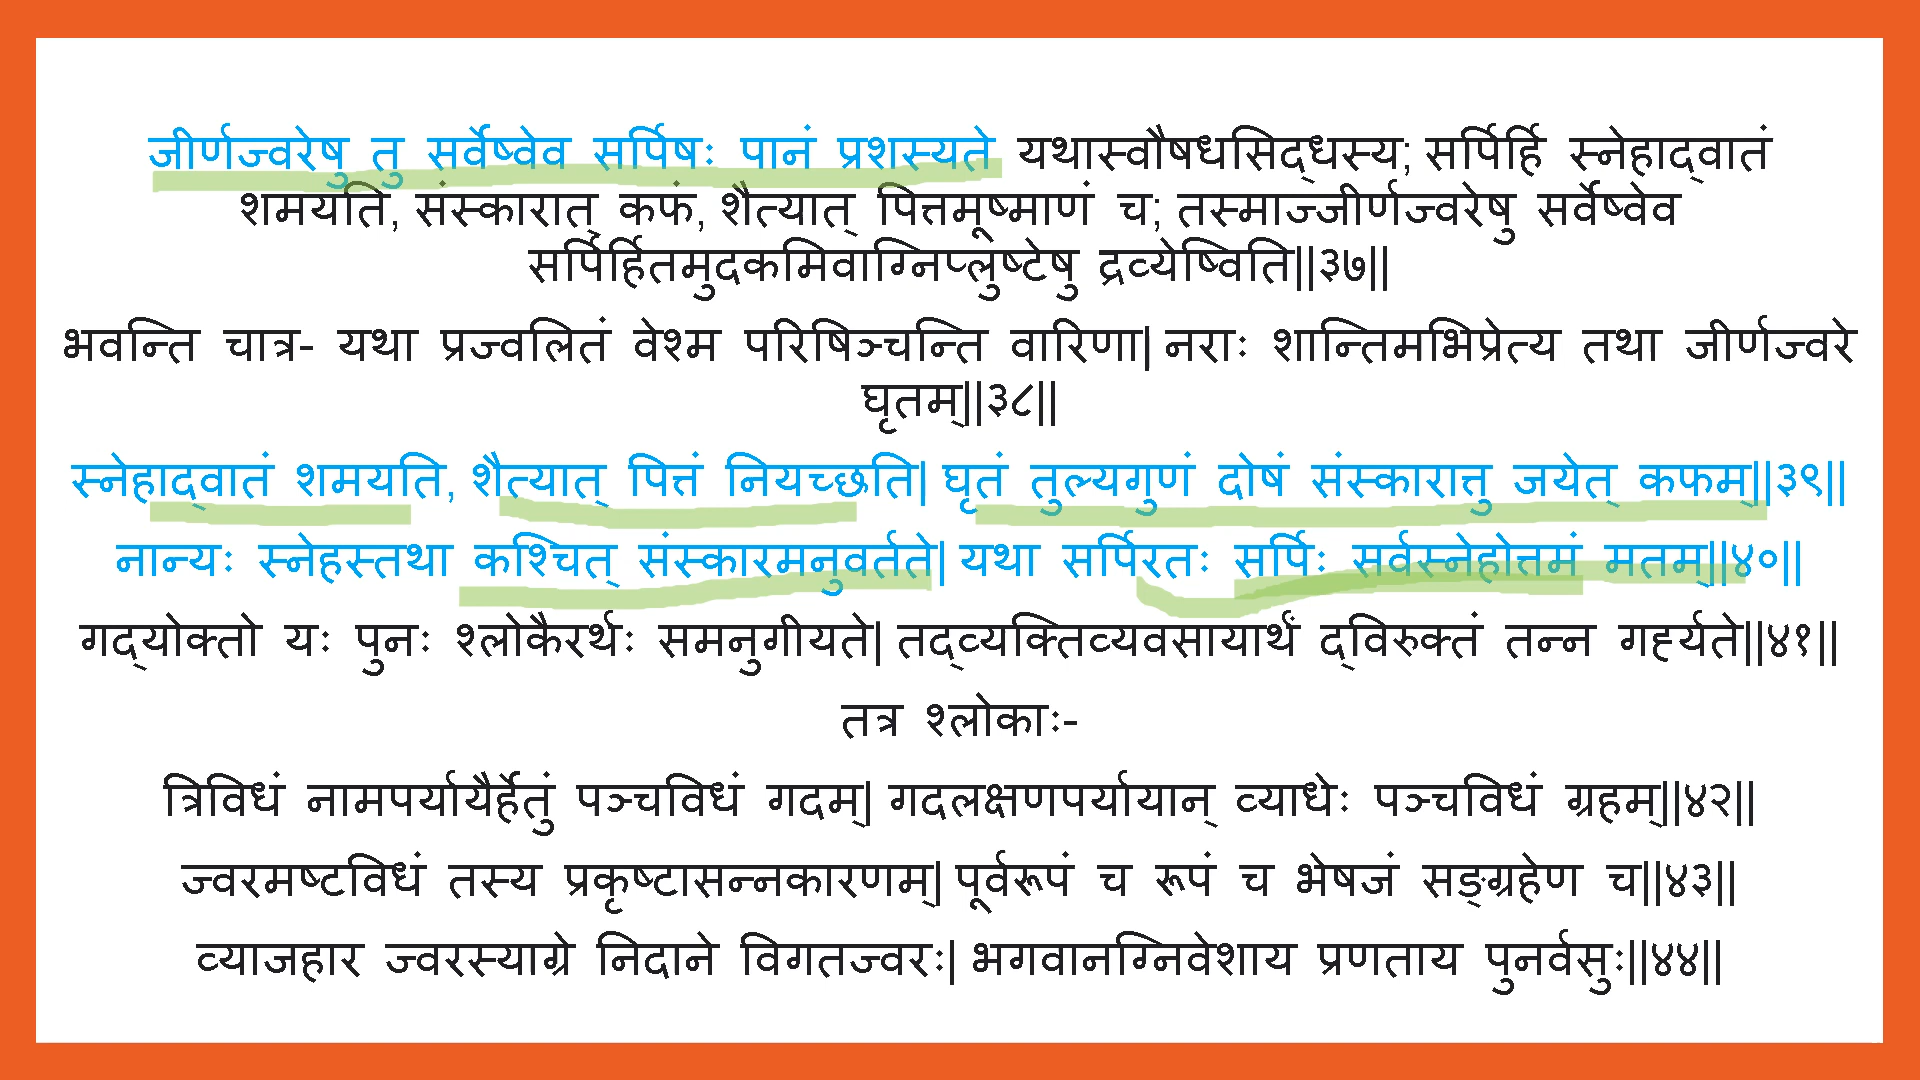 जीर्णज्वरेषु तु सर्वेष्वेव सर्पिषः पानं प्रशस्यते यथास्वौषधसिद्धस्य; सर्पिर्हि स्नेहाद्वातं
शमयति, संस्कारात् कफं, शैत्यात् पित्तमूष्माणं च; तस्माज्जीर्णज्वरेषु सर्वेष्वेव
सर्पिर्हितमुदकमिवाग्निप्लुष्टेषु द्रव्येष्विति||३७||
भवन्ति चात्र- यथा प्रज्वलितं वेश्म परिषिञ्चन्ति वारिणा| नराः शान्तिमभिप्रेत्य तथा जीर्णज्वरे
घृतम्||३८||
स्नेहाद्वातं शमयति, शैत्यात् पित्तं नियच्छति| घृतं तुल्यगुणं दोषं संस्कारात्तु जयेत् कफम्||३९||
नान्यः स्नेहस्तथा कश्चित् संस्कारमनुवर्तते| यथा सर्पिरतः सर्पिः सर्वस्नेहोत्तमं मतम्||४०||
गद्योक्तो यः पुनः श्लोकैरर्थः समनुगीयते| तद्व्यक्तिव्यवसायार्थं द्विरुक्तं तन्न गर्ह्यते||४१||
तत्र श्लोकाः-
त्रिविधं नामपर्यायैर्हेतुं पञ्चविधं गदम्| गदलक्षणपर्यायान् व्याधेः पञ्चविधं ग्रहम्||४२||
ज्वरमष्टविधं तस्य प्रकृष्टासन्नकारणम्| पूर्वरूपं च रूपं च भेषजं सङ्ग्रहेण च||४३||
व्याजहार ज्वरस्याग्रे निदाने विगतज्वरः| भगवानग्निवेशाय प्रणताय पुनर्वसुः||४४||